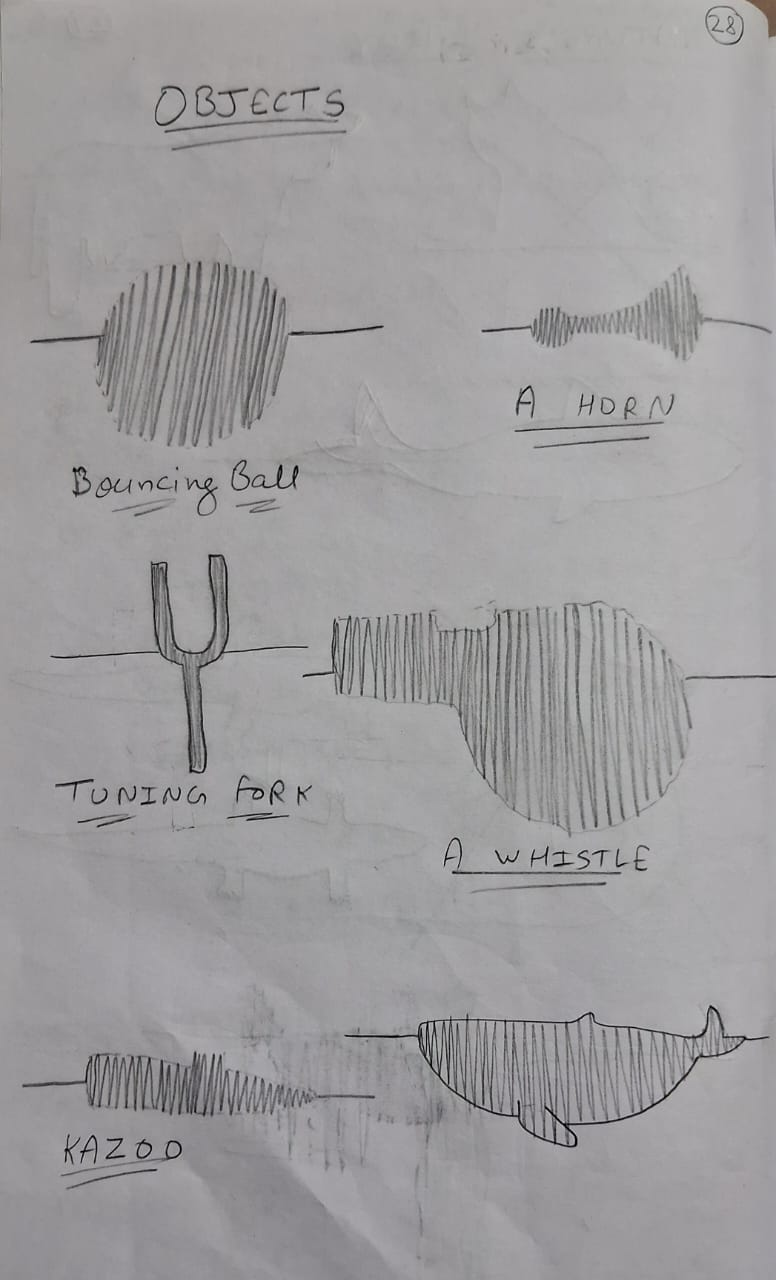 28
OBJECTS
Bouncing Ball
A HORN
TUNING FORK
A WHISTLE
KAZOO